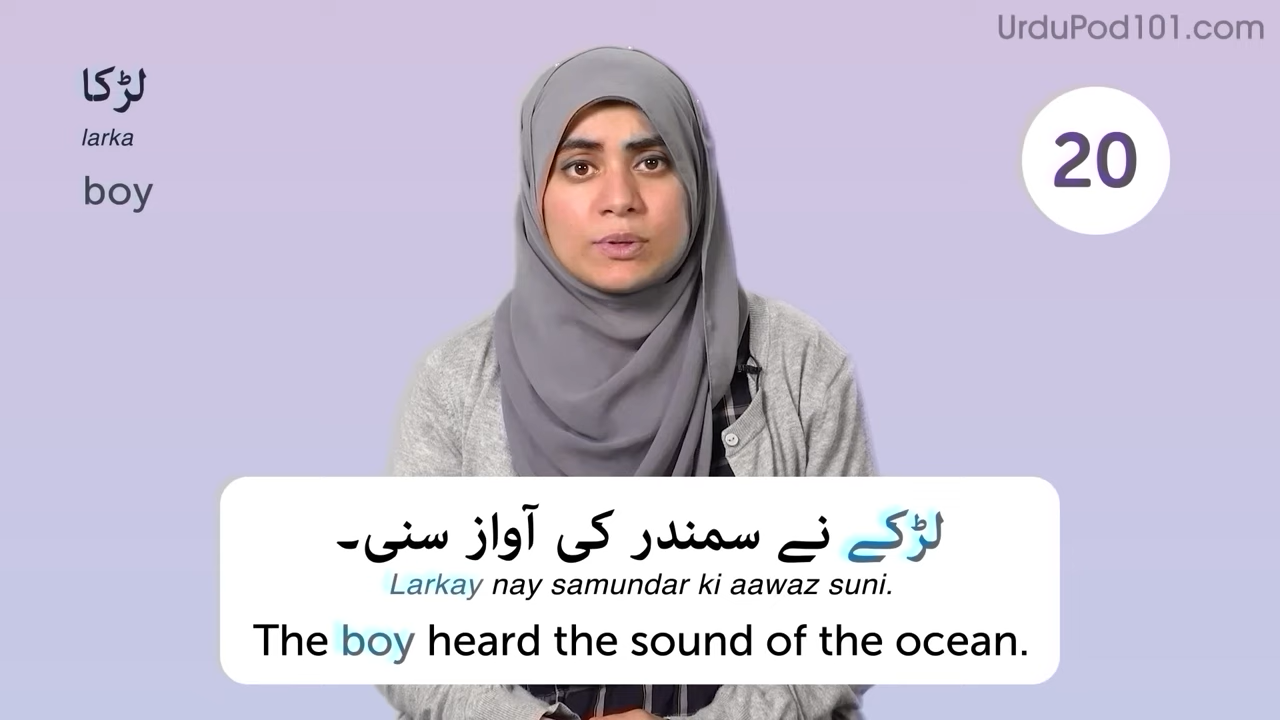 UrduPod101.com
لڑکا
larka
boy
20
لڑکے نے سمندر کی آواز سنی۔
Larkay nay samundar ki aawaz suni.
The boy heard the sound of the ocean.